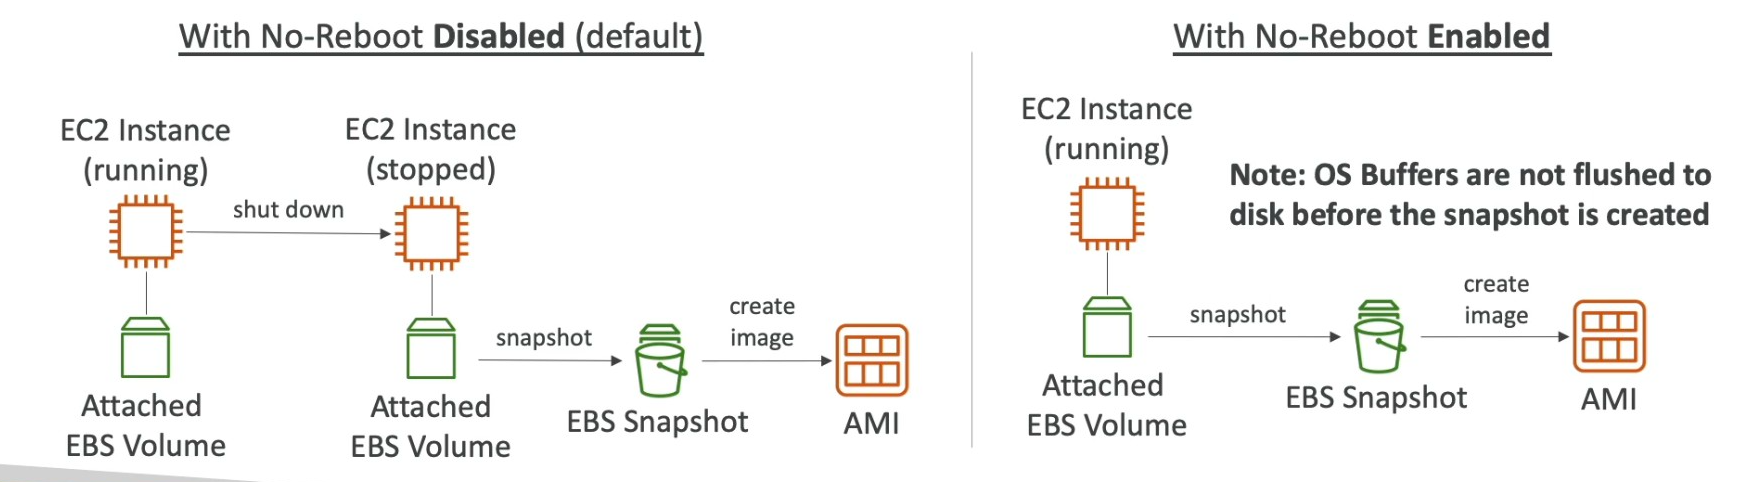 With No-Reboot Disabled (default)
EC2 Instance
(running)
shut down
EC2 Instance
(stopped)
Attached
EBS Volume
Attached
EBS Volume
snapshot
EBS Snapshot
create
image
AMI
With No-Reboot Enabled
EC2 Instance
(running)
Note: OS Buffers are not flushed to
disk before the snapshot is created
Attached
EBS Volume
snapshot
EBS Snapshot
create
image
AMI